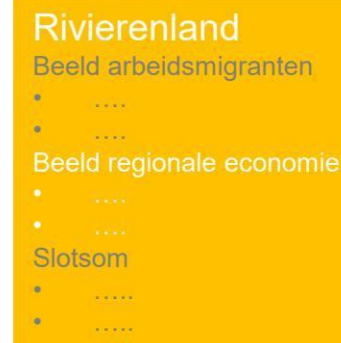 Rivierenland
Beeld arbeidsmigranten
• ....
• ....
Beeld regionale economie
• ....
• ....
Slotsom
• .....
• .....